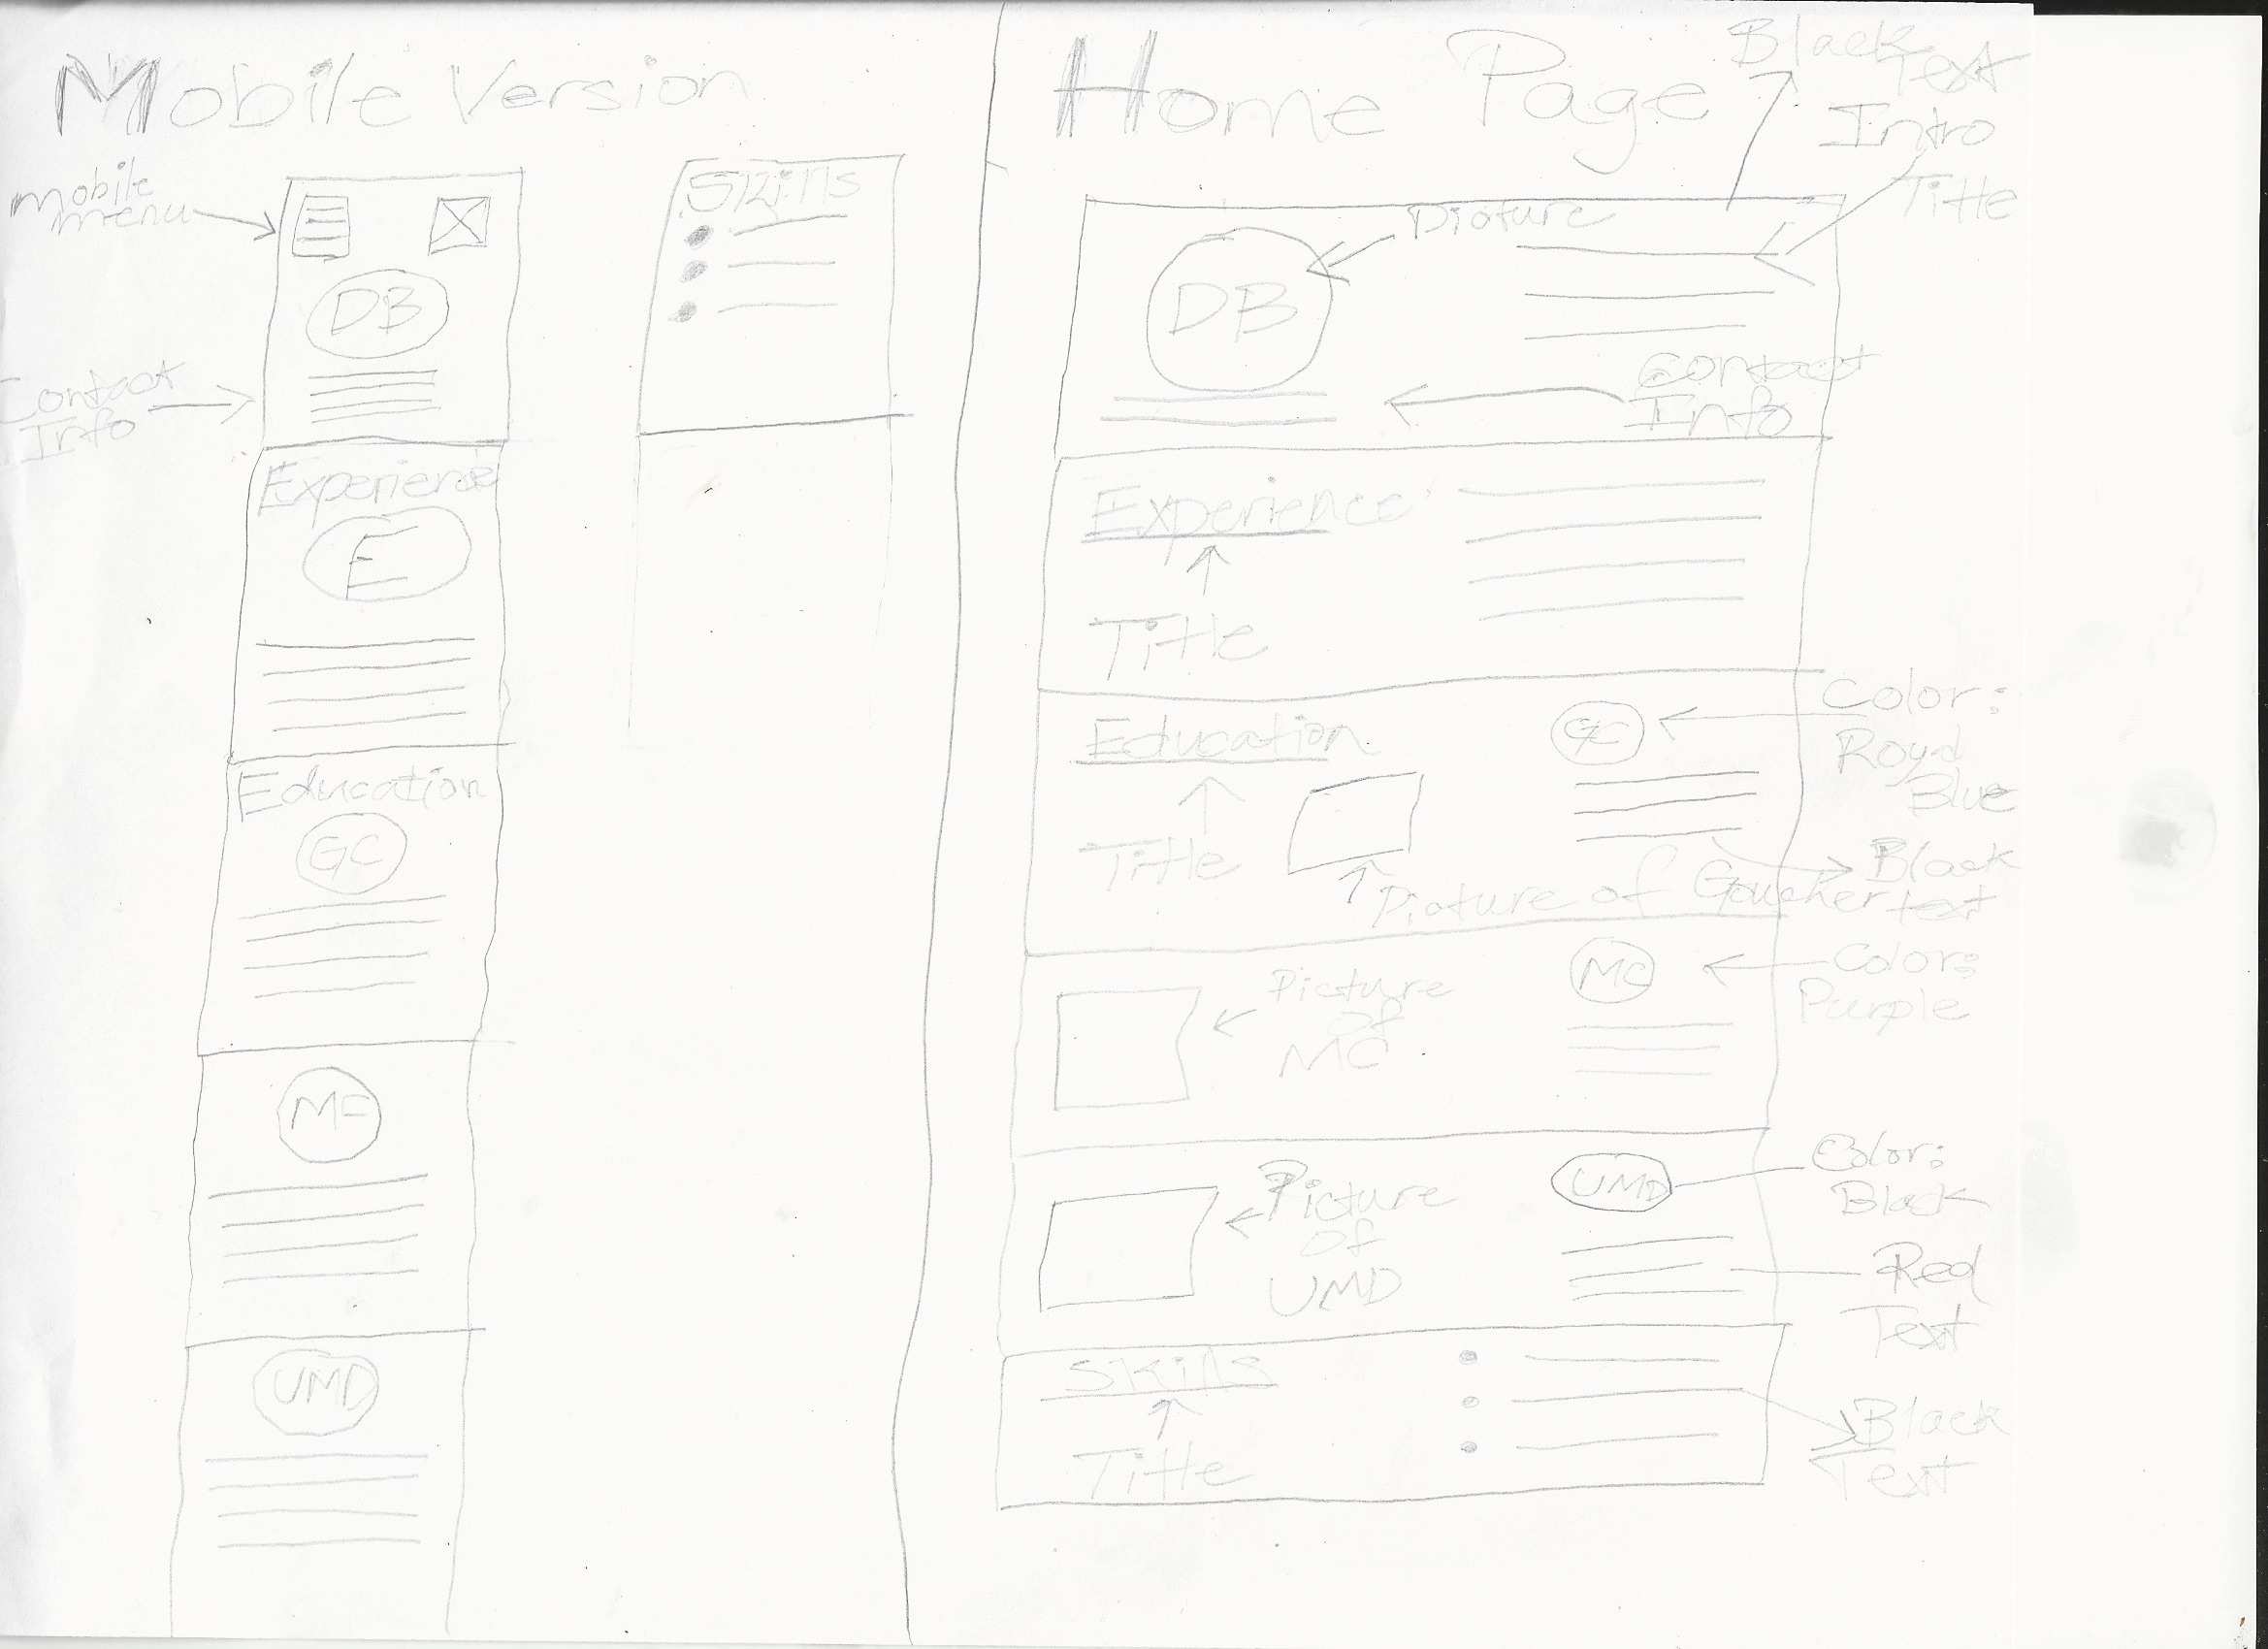 Mobile Version
mobile
menu
DB
Contact
Info
Experience
E
Education
GC
MC
UMD
Skills
Home Page
Black
Text
Intro
Title
Picture
DB
Contact
Info
Experience
Title
Education
Title
GC
Color:
Royal
Blue
Black
text
Picture of Goucher
Picture
of
MC
MC
Color:
Purple
Picture
of
UMD
UMD
Color:
Black
Red
Text
Skills
Title
Black
Text